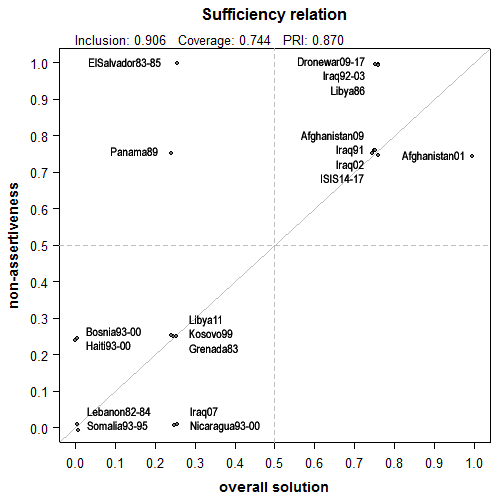 Sufficiency relation
Inclusion: 0.906 Coverage: 0.744 PRI: 0.870
1.0
0.9
0.8
0.7
0.6
0.5
0.4
0.3
0.2
0.1
0.0
non-assertiveness
ElSalvador83-85
Dronewar09-17
Iraq92-03
Libya86
Panama89
Afghanistan09
Iraq91
Iraq02
ISIS14-17
Afghanistan01
Bosnia93-00
Haiti93-00
Libya11
Kosovo99
Grenada83
Lebanon82-84
Somalia93-95
Iraq07
Nicaragua93-00
0.0 0.1 0.2 0.3 0.4 0.5 0.6 0.7 0.8 0.9 1.0
overall solution